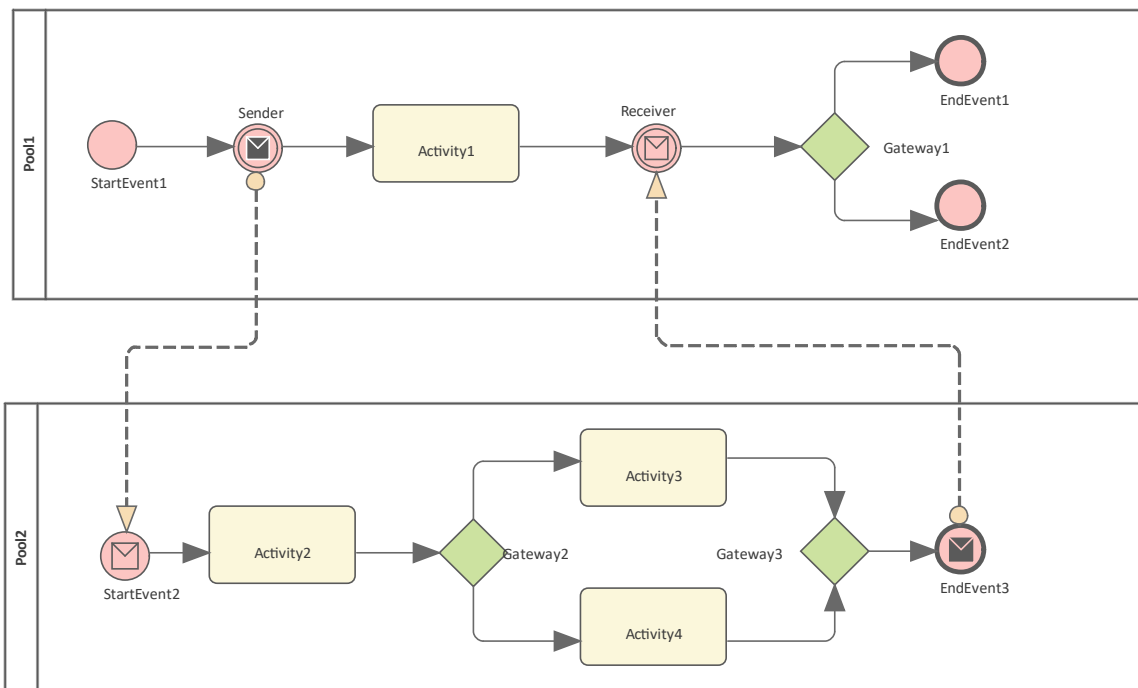 Pool1
StartEvent1
Sender
Activity1
Receiver
Gateway1
EndEvent1
EndEvent2
Pool2
StartEvent2
Activity2
Gateway2
Activity3
Activity4
Gateway3
EndEvent3